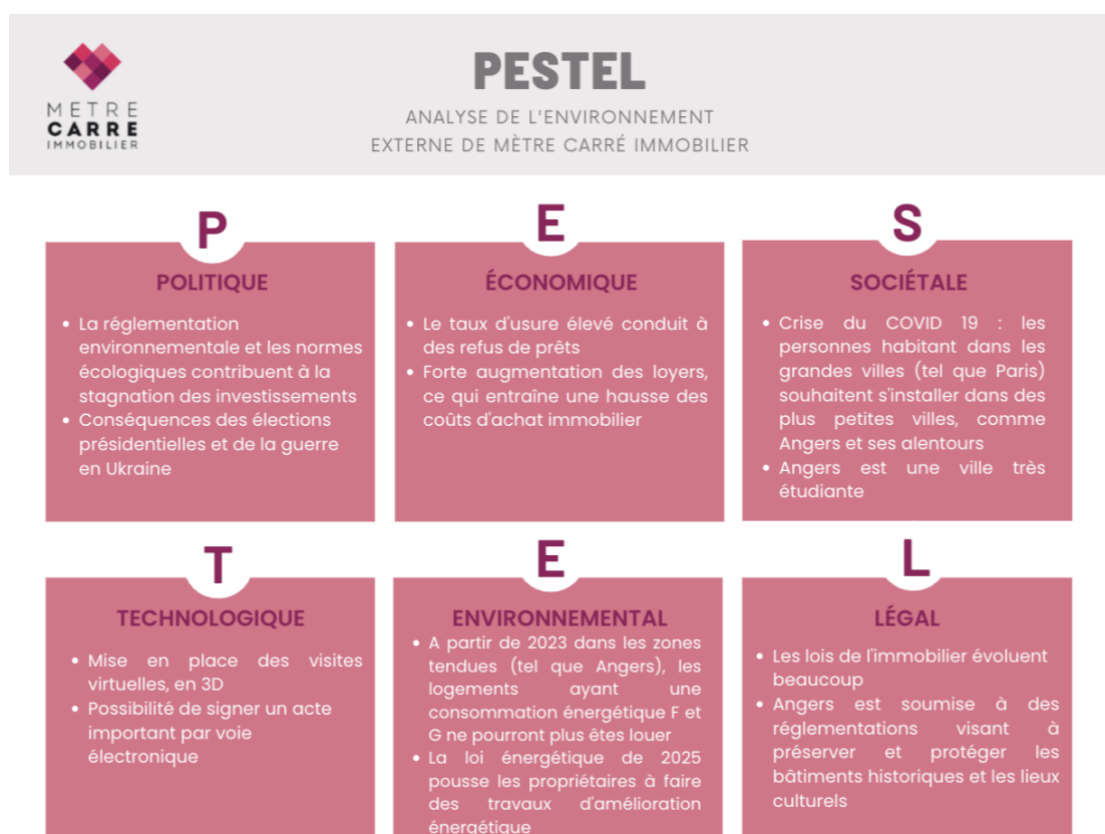 METRE
CARRE
IMMOBILIER
PESTEL
ANALYSE DE L'ENVIRONNEMENT
EXTERNE DE MÈTRE CARRÉ IMMOBILIER
P
POLITIQUE
• La réglementation
environnementale et les normes
écologiques contribuent à la
stagnation des investissements
• Conséquences des élections
présidentielles et de la guerre
en Ukraine
E
ÉCONOMIQUE
• Le taux d'usure élevé conduit à
des refus de prêts
• Forte augmentation des loyers,
ce qui entraîne une hausse des
coûts d'achat immobilier
S
SOCIÉTALE
• Crise du COVID 19 : les
personnes habitant dans les
grandes villes (tel que Paris)
souhaitent s'installer dans des
plus petites villes, comme
Angers et ses alentours
• Angers est une ville très
étudiante
T
TECHNOLOGIQUE
• Mise en place des visites
virtuelles, en 3D
• Possibilité de signer un acte
important par voie
électronique
E
ENVIRONNEMENTAL
• A partir de 2023 dans les zones
tendues (tel que Angers), les
logements ayant une
consommation énergétique F et
G ne pourront plus êtes louer
• La loi énergétique de 2025
pousse les propriétaires à faire
des travaux d'amélioration
énergétique
L
LÉGAL
• Les lois de l'immobilier évoluent
beaucoup
• Angers est soumise à des
réglementations visant à
préserver et protéger les
bâtiments historiques et les lieux
culturels